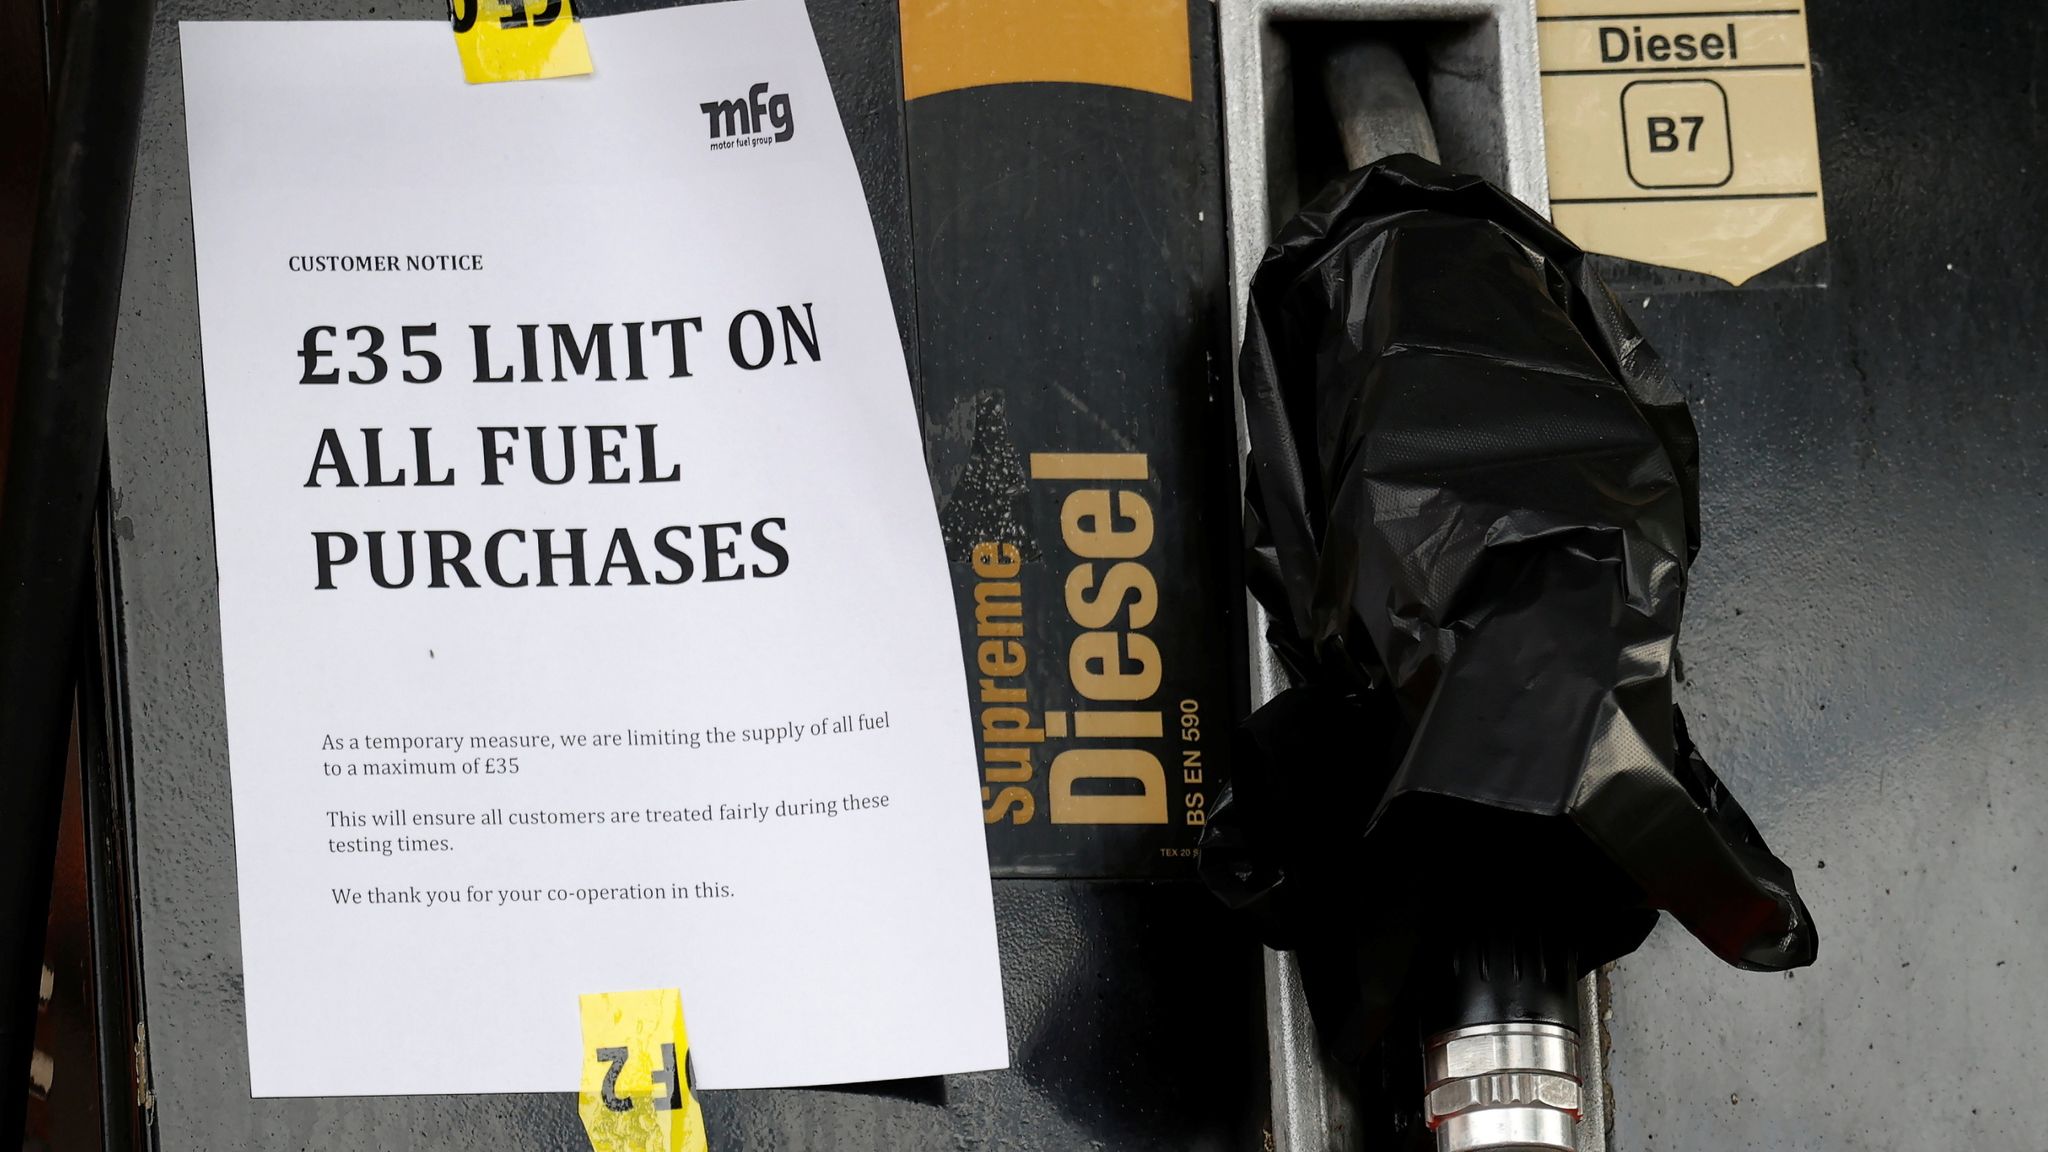 mfg
motor fuel group
CUSTOMER NOTICE
£35 LIMIT ON
ALL FUEL
PURCHASES
As a temporary measure, we are limiting the supply of all fuel
to a maximum of £35
This will ensure all customers are treated fairly during these
testing times.
We thank you for your co-operation in this.
Supreme
Diesel
BS EN 590
TEX 20
Diesel
B7